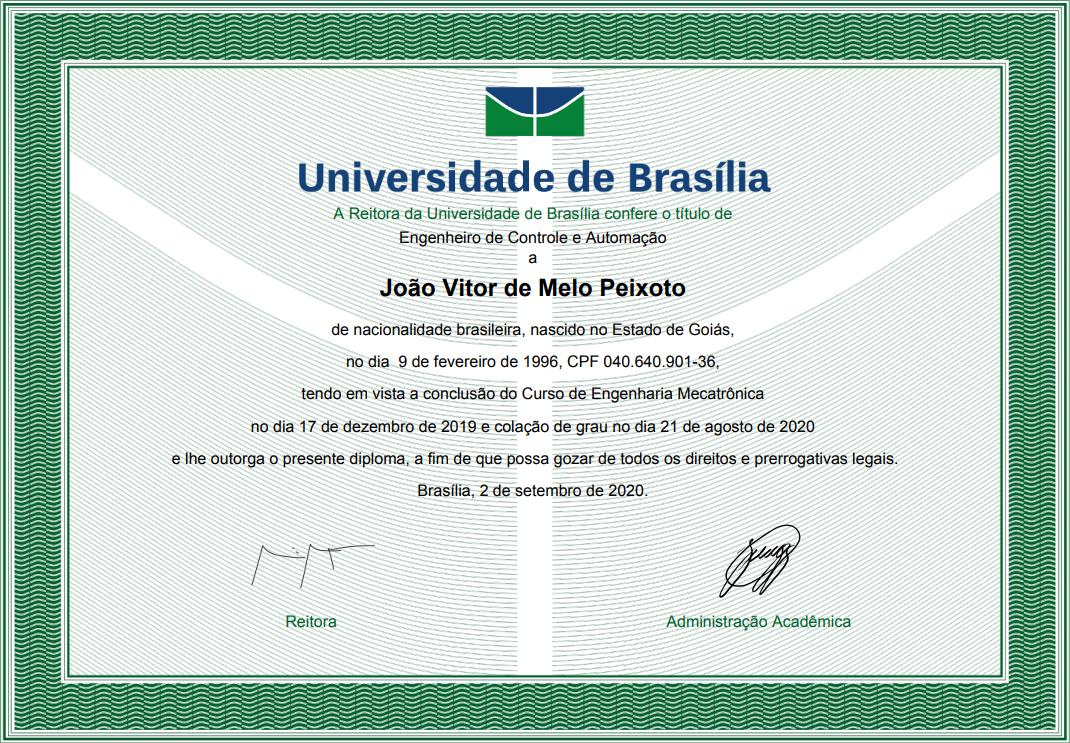 Universidade de Brasília
A Reitora da Universidade de Brasília confere o título de
Engenheiro de Controle e Automação
a
João Vitor de Melo Peixoto
de nacionalidade brasileira, nascido no Estado de Goiás,
no dia  9 de fevereiro de 1996, CPF 040.640.901-36,
tendo em vista a conclusão do Curso de Engenharia Mecatrônica
no dia 17 de dezembro de 2019 e colação de grau no dia 21 de agosto de 2020
e lhe outorga o presente diploma, a fim de que possa gozar de todos os direitos e prerrogativas legais.
Brasília, 2 de setembro de 2020.
Reitora
Administração Acadêmica